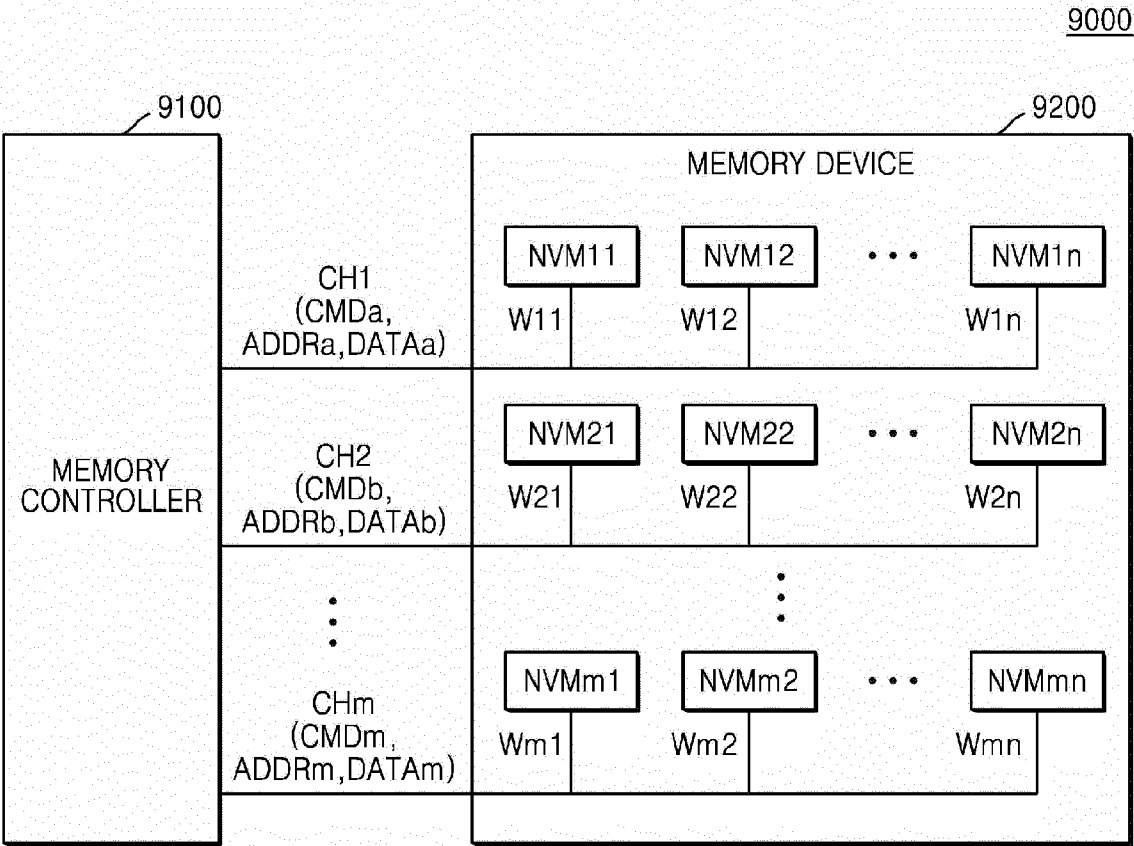 9000
9100
9200
MEMORY DEVICE
NVM11
NVM12
• • •
NVM1n
CH1
(CMDa,
ADDRa,DATAa)
W11
W12
W1n
NVM21
NVM22
• • •
NVM2n
MEMORY
CONTROLLER
CH2
(CMDb,
ADDRb,DATAb)
W21
W22
W2n
NVMm1
NVMm2
• • •
NVMmn
CHm
(CMDm,
ADDRm,DATAm)
Wm1
Wm2
Wmn